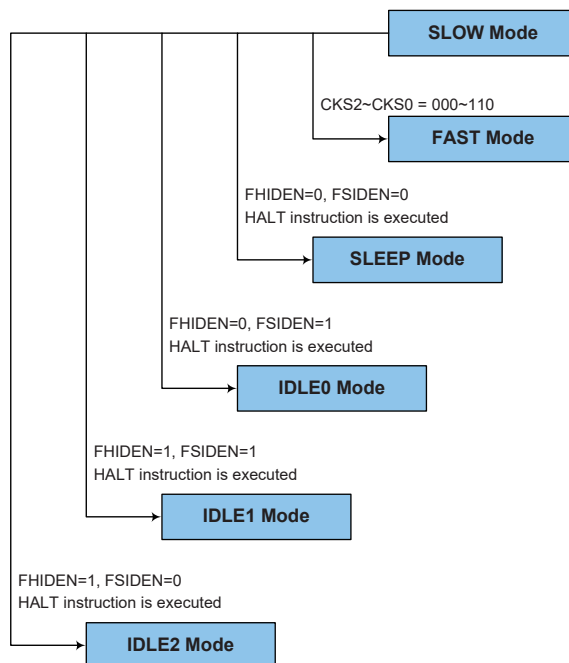 SLOW Mode
CKS2~CKS0 = 000~110
FAST Mode
FHIDEN=0, FSIDEN=0
HALT instruction is executed
SLEEP Mode
FHIDEN=0, FSIDEN=1
HALT instruction is executed
IDLE0 Mode
FHIDEN=1, FSIDEN=1
HALT instruction is executed
IDLE1 Mode
FHIDEN=1, FSIDEN=0
HALT instruction is executed
IDLE2 Mode